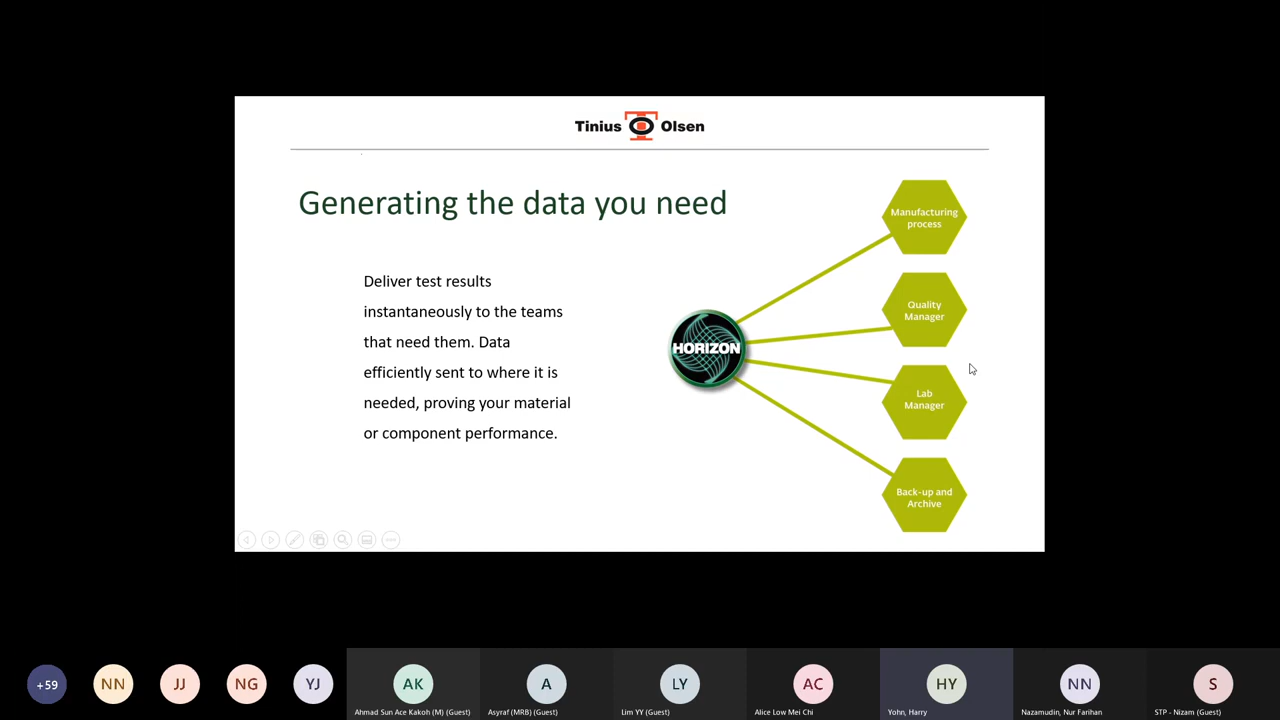 Tinius Olsen
Generating the data you need
Deliver test results
instantaneously to the teams
that need them. Data
efficiently sent to where it is
needed, proving your material
or component performance.
HORIZON
Manufacturing
process
Quality
Manager
Lab
Manager
Back-up and
Archive
+59
NN
JJ
NG
YJ
AK
Ahmad Sun Ace Kakoh (M) (Guest)
A
Asyraf (MRB) (Guest)
LY
Lim YY (Guest)
AC
Alice Low Mei Chi
HY
Yohn, Harry
NN
Nazamudin, Nur Farihan
S
STP - Nizam (Guest)